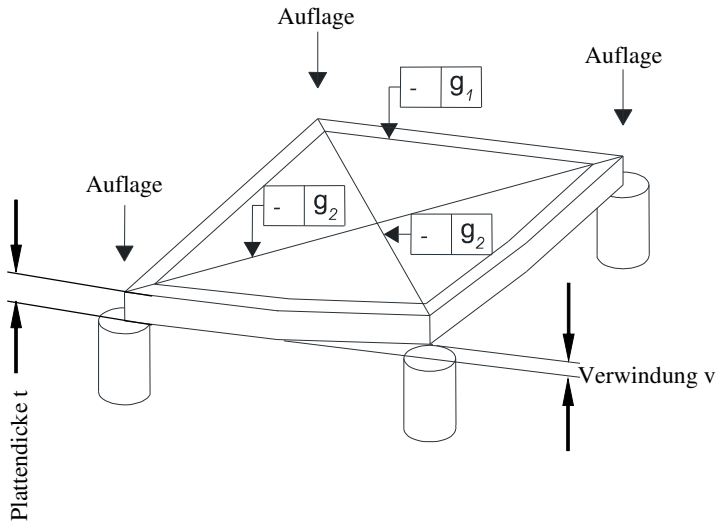 Auflage
Auflage
- g1
Auflage
- g2
- g2
Verwindung v
Plattendicke t